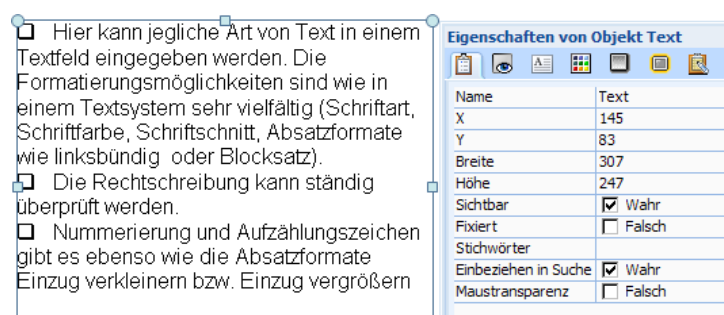 ❑ Hier kann jegliche Art von Text in einem
Textfeld eingegeben werden. Die
Formatierungsmöglichkeiten sind wie in
einem Textsystem sehr vielfältig (Schriftart,
Schriftfarbe, Schriftschnitt, Absatzformate
wie linksbündig oder Blocksatz).
❑ Die Rechtschreibung kann ständig
überprüft werden.
❑ Nummerierung und Aufzählungszeichen
gibt es ebenso wie die Absatzformate
Einzug verkleinern bzw. Einzug vergrößern
Eigenschaften von Objekt Text
Name Text
X 145
Y 83
Breite 307
Höhe 247
Sichtbar Wahr
Fixiert Falsch
Stichwörter
Einbeziehen in Suche Wahr
Maustransparenz Falsch